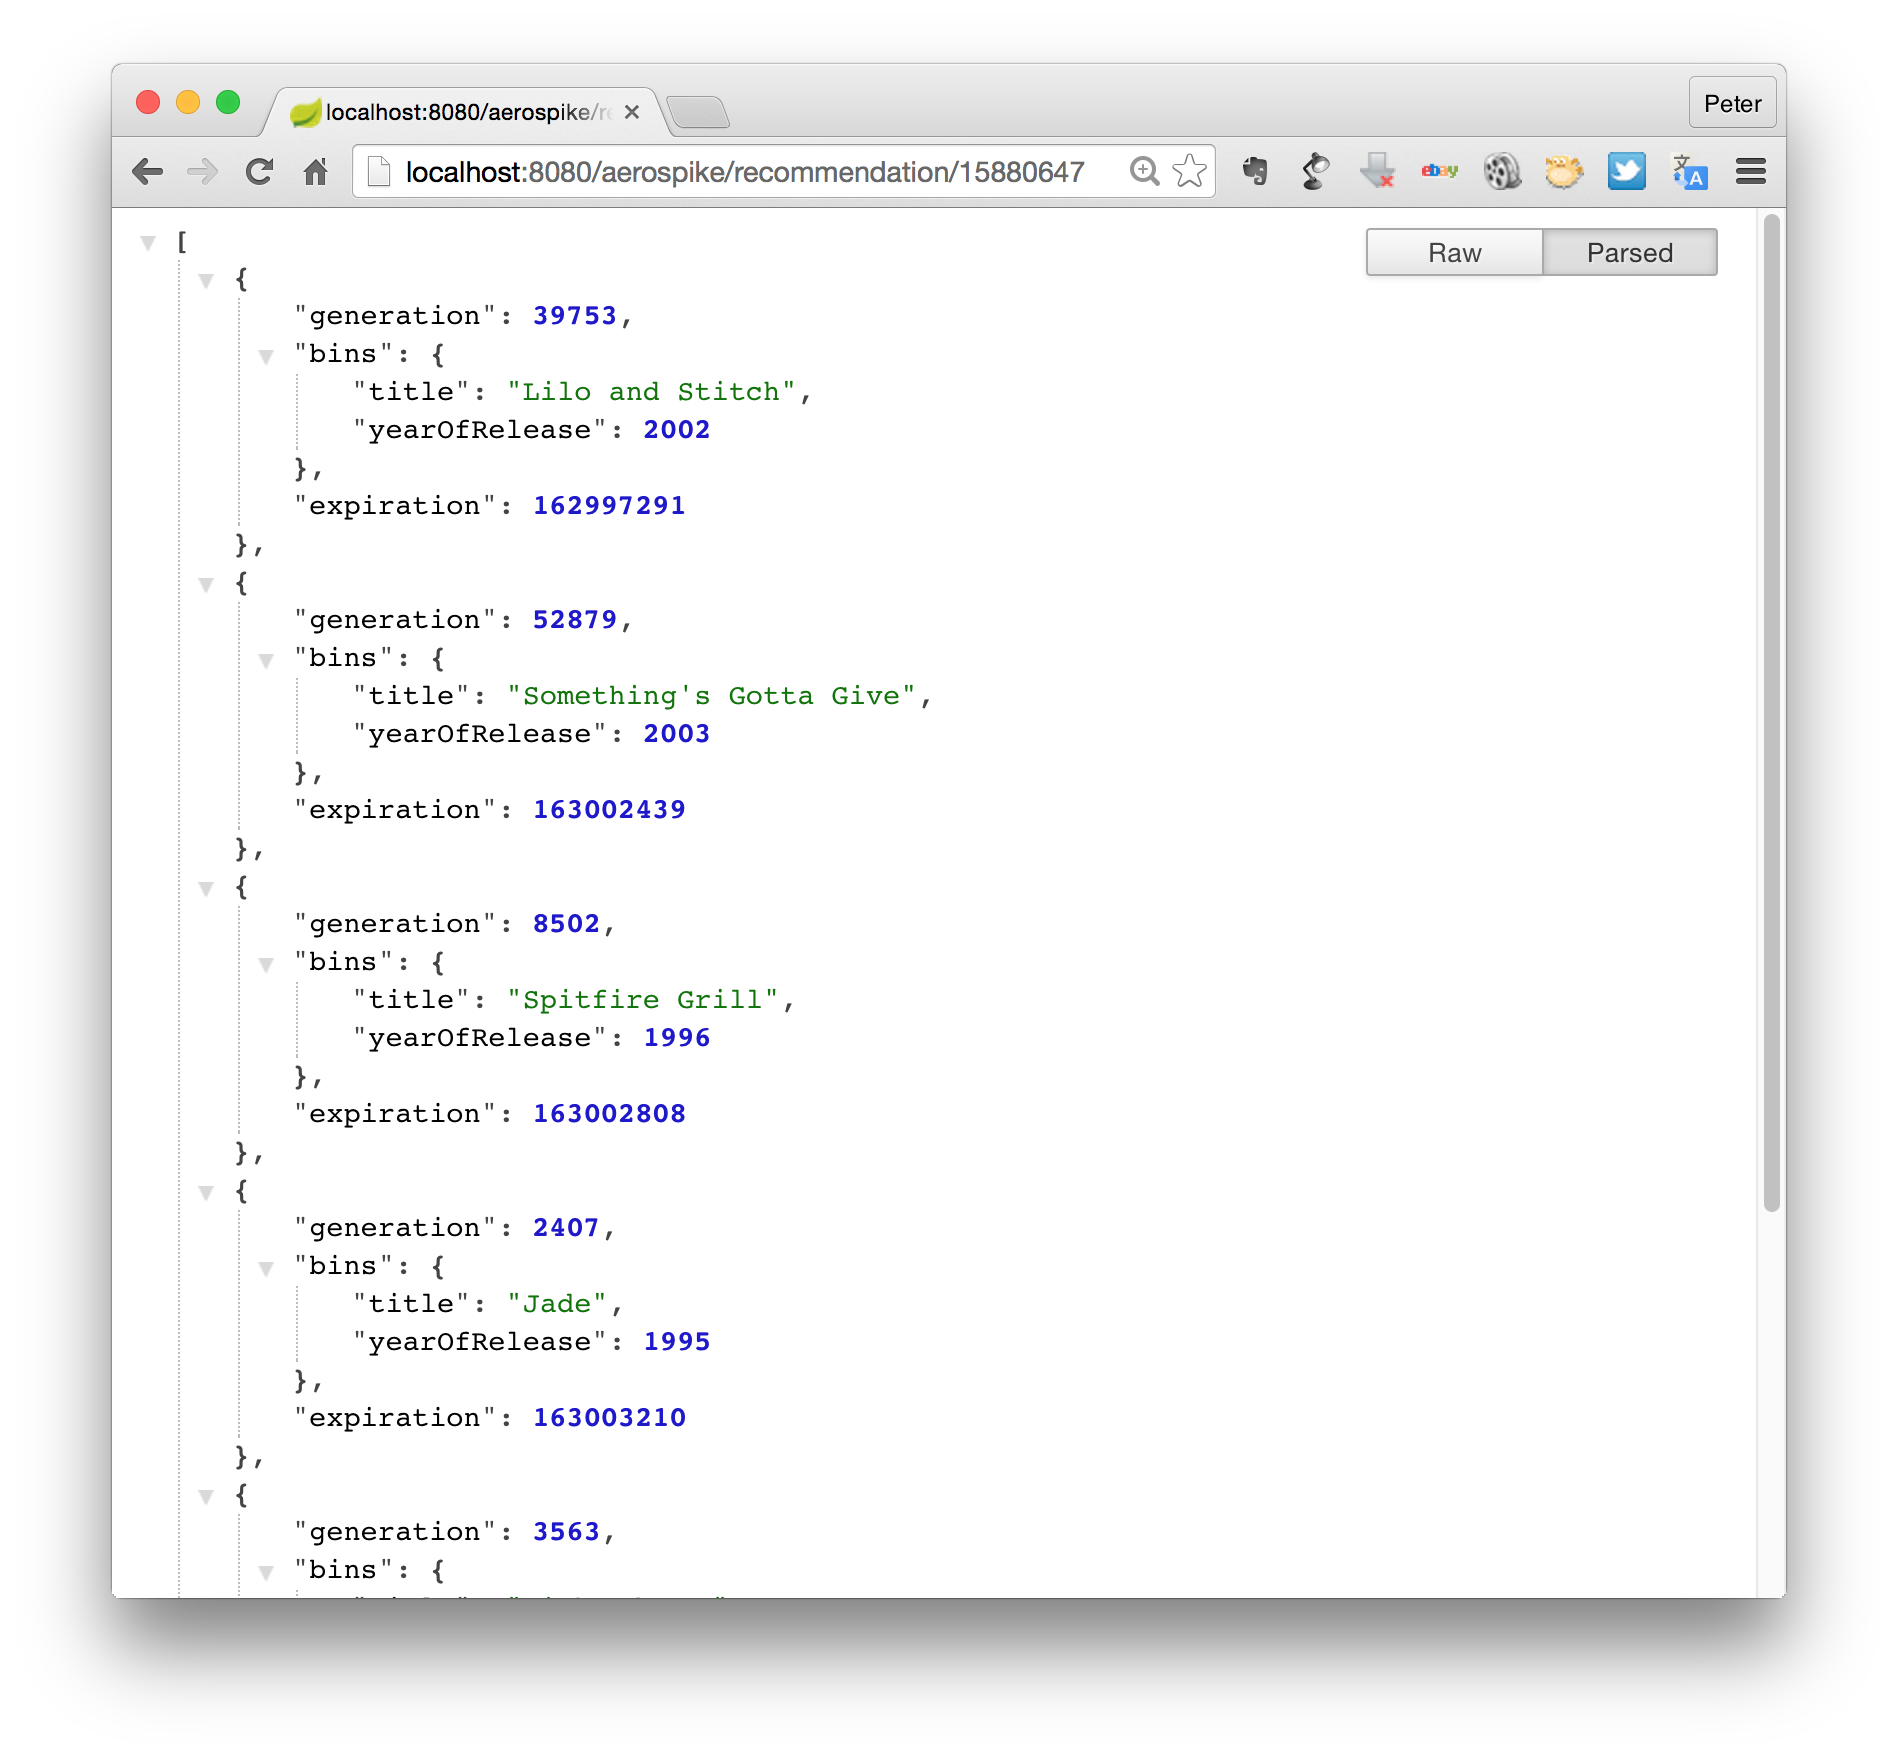 localhost:8080/aerospike/re
Peter
localhost:8080/aerospike/recommendation/15880647
ebay
Raw Parsed
[
{
"generation": 39753,
"bins": {
"title": "Lilo and Stitch",
"yearOfRelease": 2002
},
"expiration": 162997291
},
{
"generation": 52879,
"bins": {
"title": "Something's Gotta Give",
"yearOfRelease": 2003
},
"expiration": 163002439
},
{
"generation": 8502,
"bins": {
"title": "Spitfire Grill",
"yearOfRelease": 1996
},
"expiration": 163002808
},
{
"generation": 2407,
"bins": {
"title": "Jade",
"yearOfRelease": 1995
},
"expiration": 163003210
},
{
"generation": 3563,
"bins": {